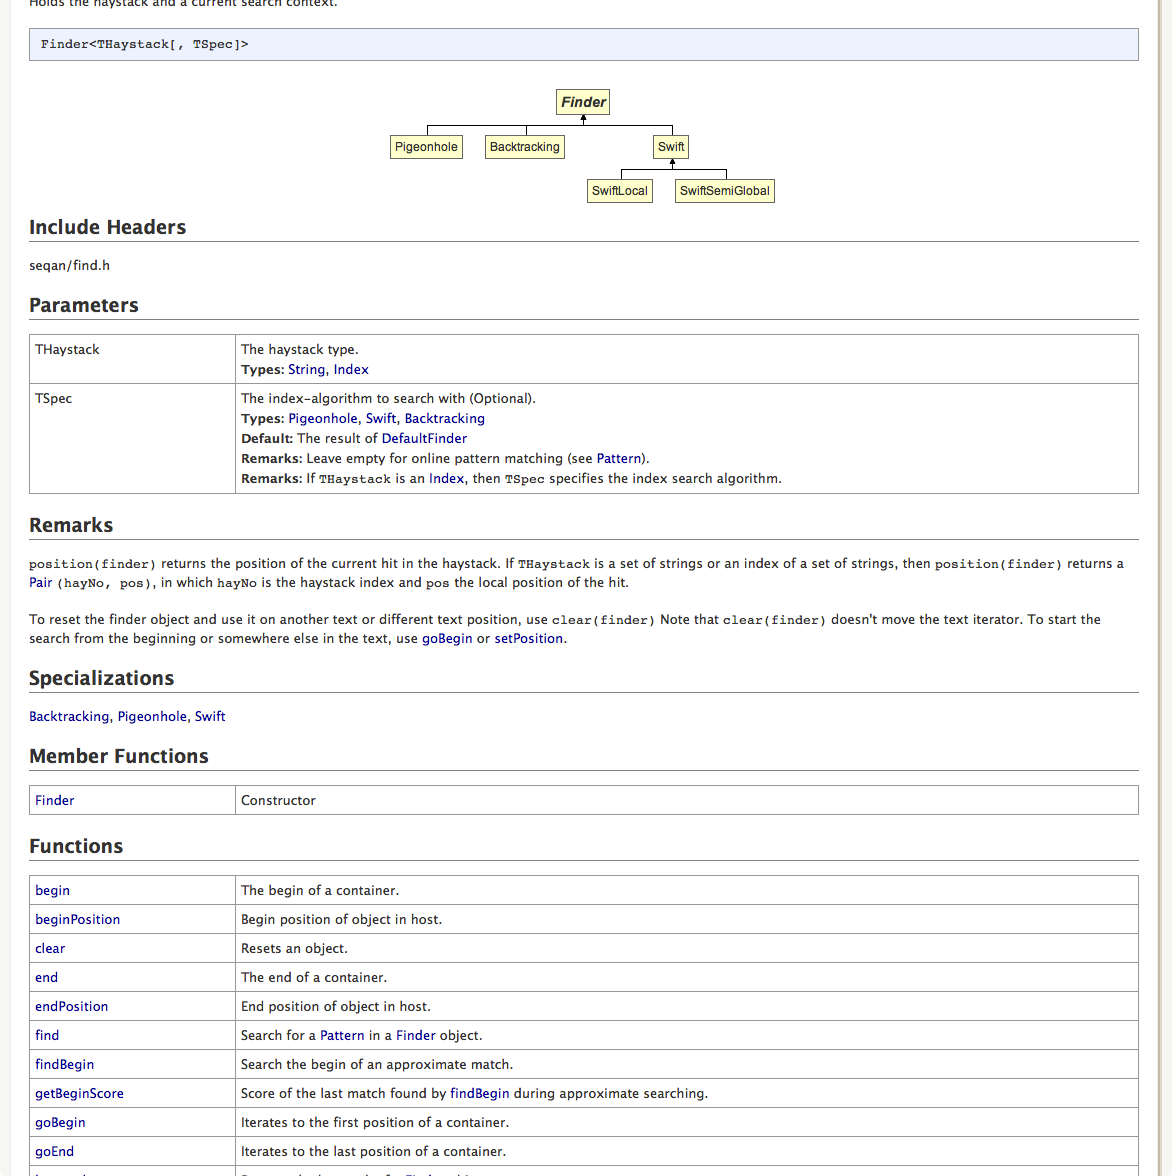 Holds the haystack and a current search context.
Finder<THaystack[, TSpec]>
Finder
Pigeonhole Backtracking Swift
SwiftLocal SwiftSemiGlobal
Include Headers
seqan/find.h
Parameters
THaystack The haystack type.
Types: String, Index
TSpec The index-algorithm to search with (Optional).
Types: Pigeonhole, Swift, Backtracking
Default: The result of DefaultFinder
Remarks: Leave empty for online pattern matching (see Pattern).
Remarks: If THaystack is an Index, then TSpec specifies the index search algorithm.
Remarks
position(finder) returns the position of the current hit in the haystack. If THaystack is a set of strings or an index of a set of strings, then position(finder) returns a
Pair (hayNo, pos), in which hayNo is the haystack index and pos the local position of the hit.
To reset the finder object and use it on another text or different text position, use clear(finder) Note that clear(finder) doesn't move the text iterator. To start the
search from the beginning or somewhere else in the text, use goBegin or setPosition.
Specializations
Backtracking, Pigeonhole, Swift
Member Functions
Finder Constructor
Functions
begin The begin of a container.
beginPosition Begin position of object in host.
clear Resets an object.
end The end of a container.
endPosition End position of object in host.
find Search for a Pattern in a Finder object.
findBegin Search the begin of an approximate match.
getBeginScore Score of the last match found by findBegin during approximate searching.
goBegin Iterates to the first position of a container.
goEnd Iterates to the last position of a container.